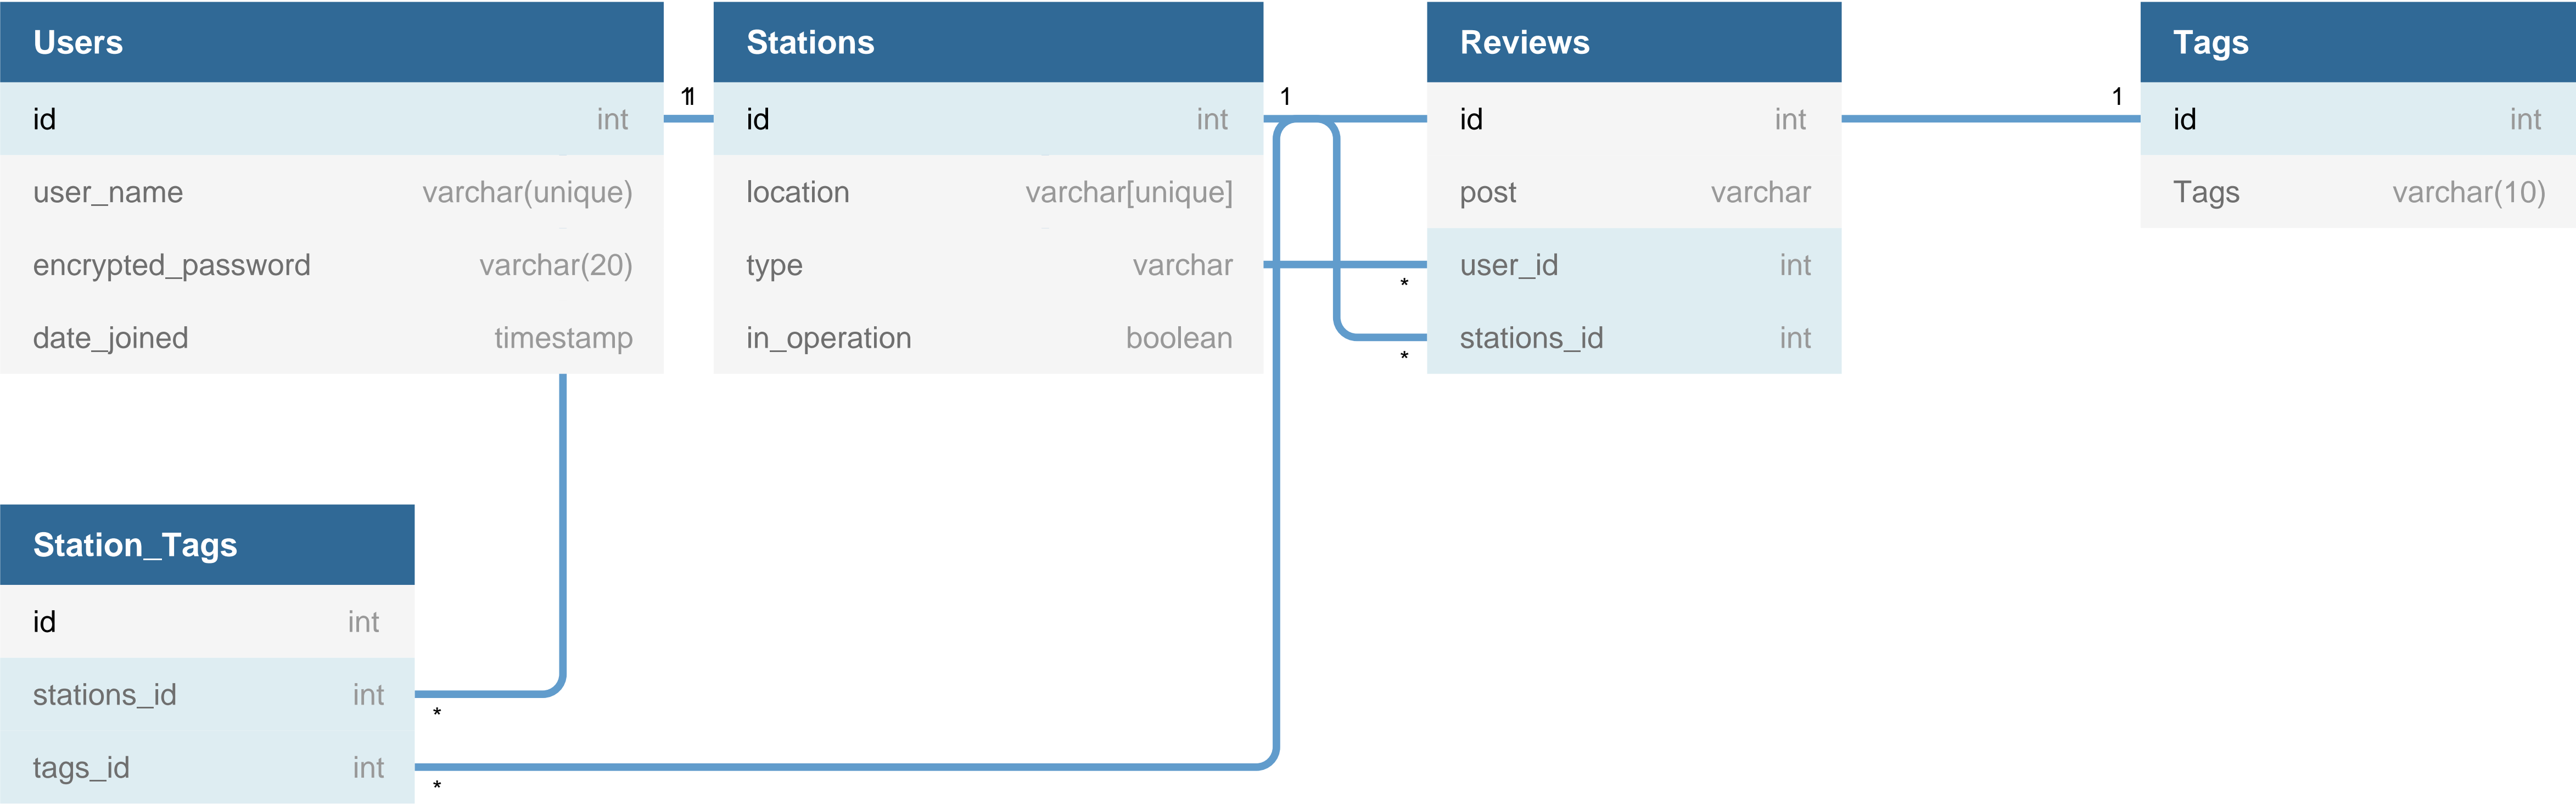 Users
id int
user_name varchar(unique)
encrypted_password varchar(20)
date_joined timestamp
11
Stations
id int
location varchar[unique]
type varchar
in_operation boolean
1
Reviews
id int
post varchar
user_id int
*
stations_id int
*
1
Tags
id int
Tags varchar(10)
Station_Tags
id int
stations_id int
*
tags_id int
*